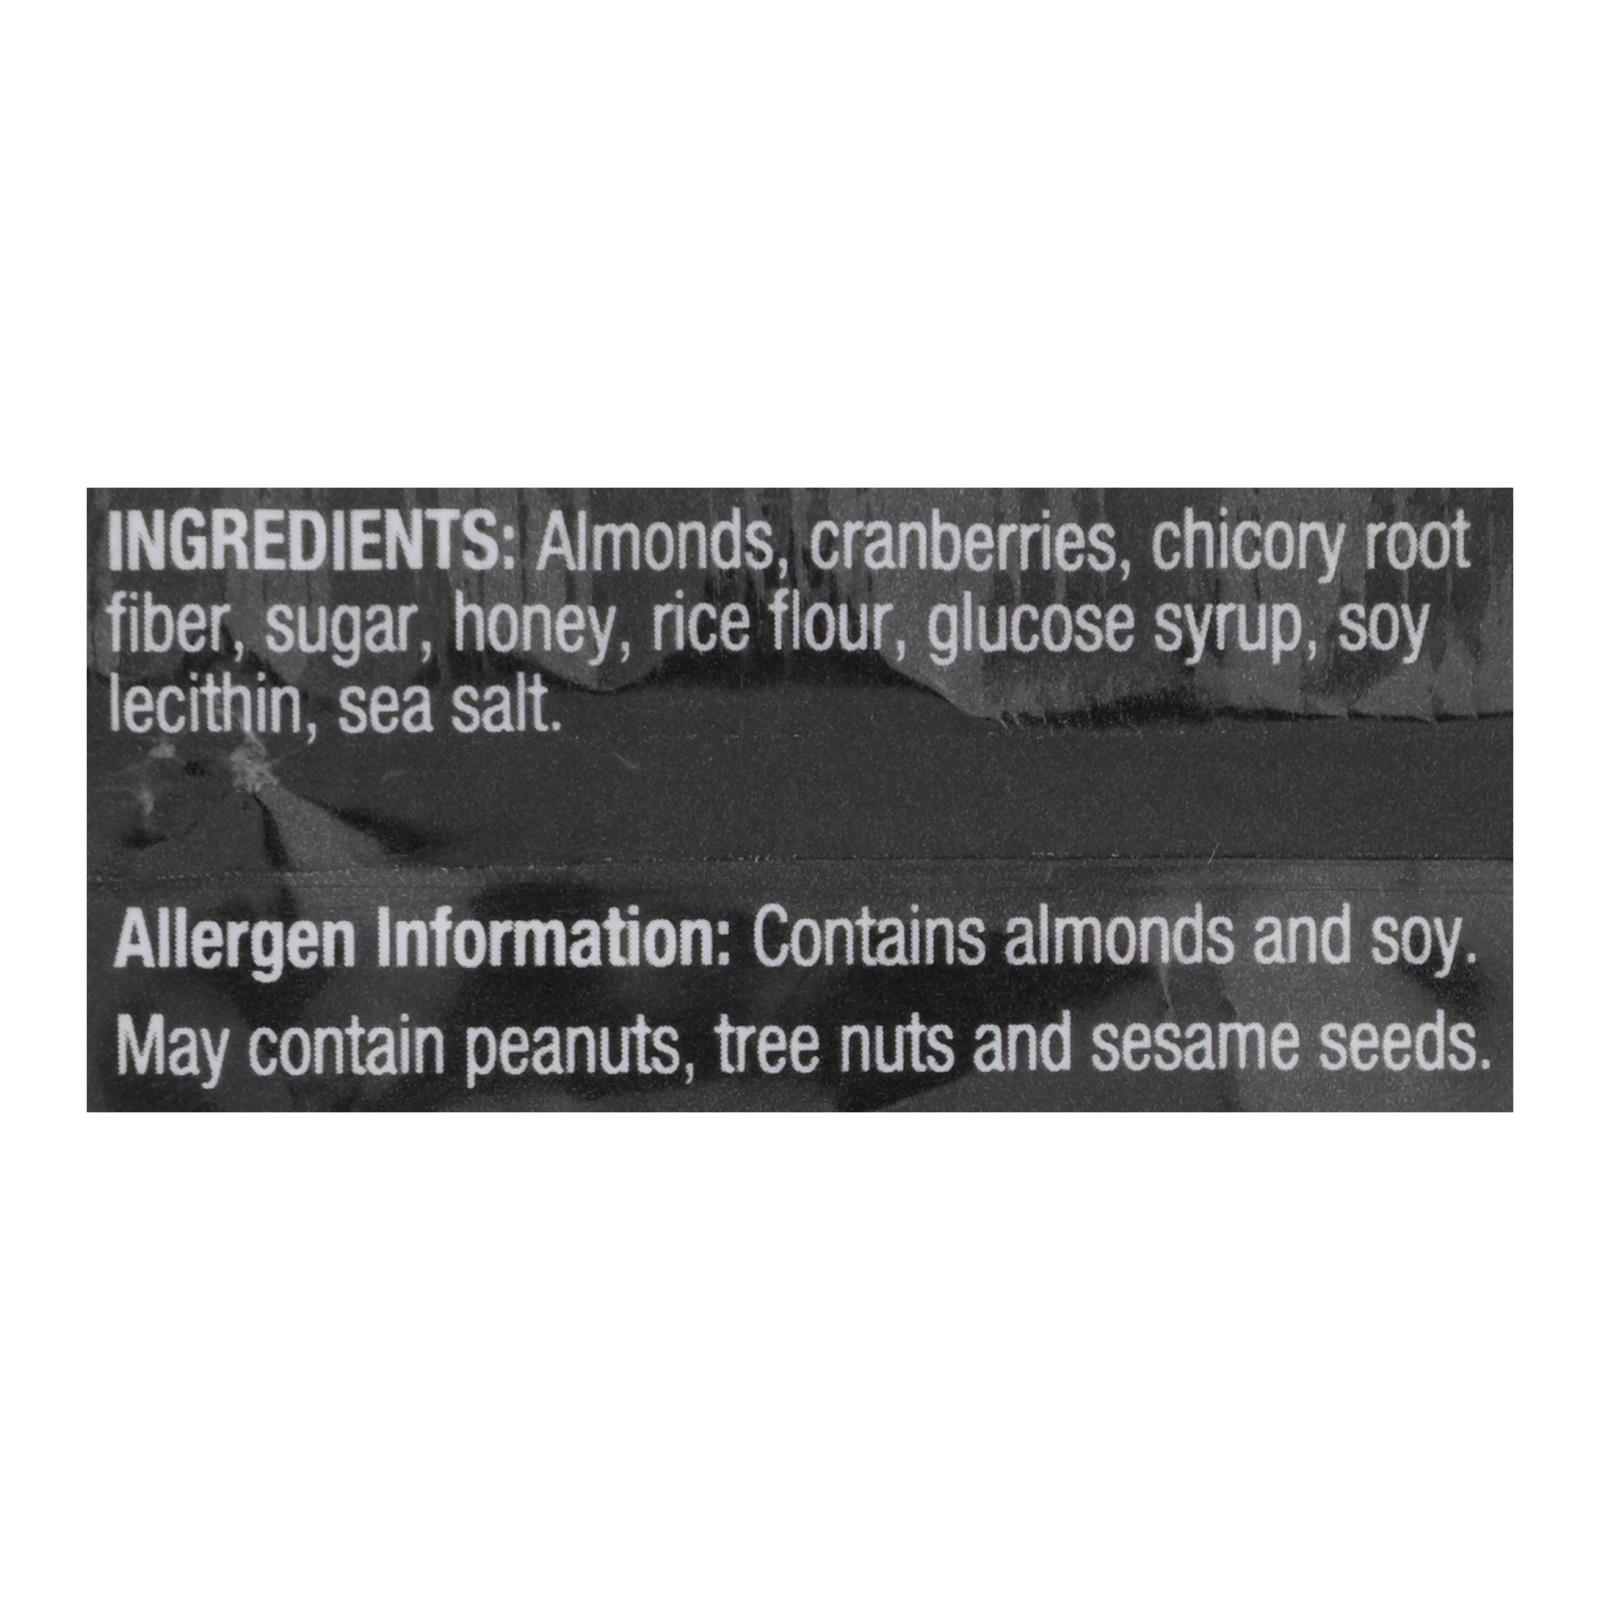 INGREDIENTS: Almonds, cranberries, chicory root
fiber, sugar, honey, rice flour, glucose syrup, soy
lecithin, sea salt.
Allergen Information: Contains almonds and soy.
May contain peanuts, tree nuts and sesame seeds.